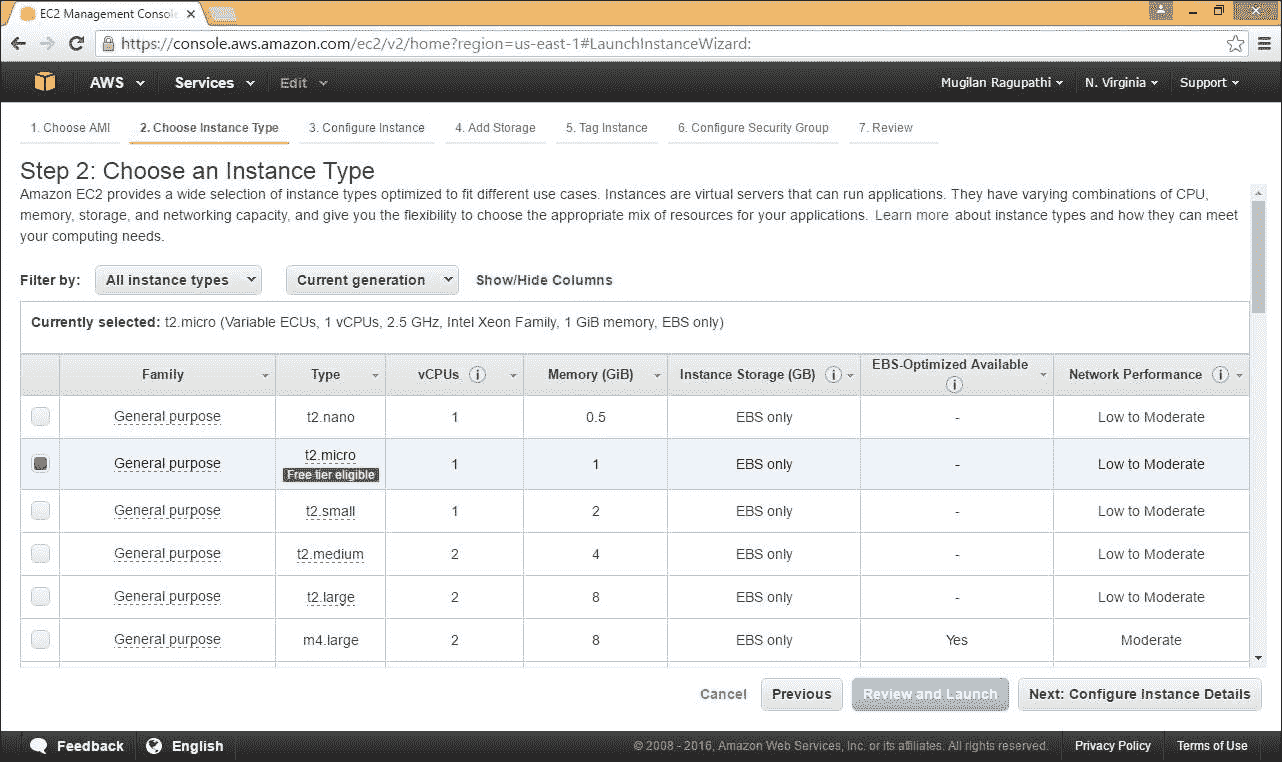 EC2 Management Console
https://console.aws.amazon.com/ec2/v2/home?region=us-east-1#LaunchInstanceWizard:
AWS Services Edit Mugilan Ragupathi N. Virginia Support
1. Choose AMI 2. Choose Instance Type 3. Configure Instance 4. Add Storage 5. Tag Instance 6. Configure Security Group 7. Review
Step 2: Choose an Instance Type
Amazon EC2 provides a wide selection of instance types optimized to fit different use cases. Instances are virtual servers that can run applications. They have varying combinations of CPU,
memory, storage, and networking capacity, and give you the flexibility to choose the appropriate mix of resources for your applications. Learn more about instance types and how they can meet
your computing needs.
Filter by: All instance types Current generation Show/Hide Columns
Currently selected: t2.micro (Variable ECUs, 1 vCPUs, 2.5 GHz, Intel Xeon Family, 1 GiB memory, EBS only)
Family Type vCPUs Memory (GiB) Instance Storage (GB) EBS-Optimized Available Network Performance
General purpose t2.nano 1 0.5 EBS only - Low to Moderate
General purpose t2.micro 1 1 EBS only - Low to Moderate
Free tier eligible
General purpose t2.small 1 2 EBS only - Low to Moderate
General purpose t2.medium 2 4 EBS only - Low to Moderate
General purpose t2.large 2 8 EBS only - Low to Moderate
General purpose m4.large 2 8 EBS only Yes Moderate
Cancel Previous Review and Launch Next: Configure Instance Details
Feedback English © 2008 - 2016, Amazon Web Services, Inc. or its affiliates. All rights reserved. Privacy Policy Terms of Use